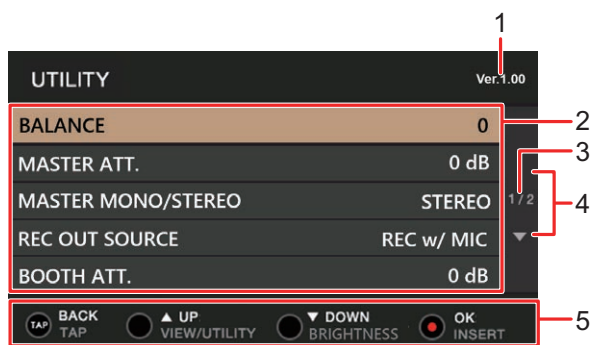 1
UTILITY Ver.1.00
BALANCE 0
MASTER ATT. 0 dB
MASTER MONO/STEREO STEREO
REC OUT SOURCE REC w/ MIC
BOOTH ATT. 0 dB
1/2
2
3
4
TAP BACK ▲ UP ▼ DOWN OK
TAP VIEW/UTILITY BRIGHTNESS INSERT
5